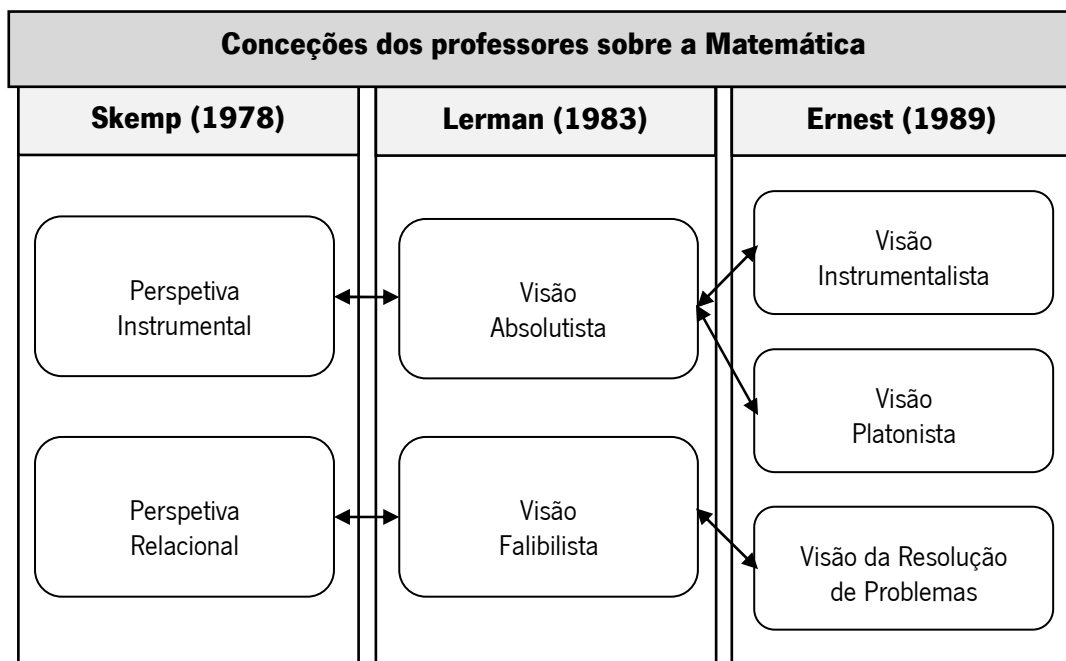 Conceções dos professores sobre a Matemática
Skemp (1978)
Lerman (1983)
Ernest (1989)
Perspetiva
Instrumental
Visão
Absolutista
Visão
Instrumentalista
Visão
Platonista
Perspetiva
Relacional
Visão
Falibilista
Visão da Resolução
de Problemas